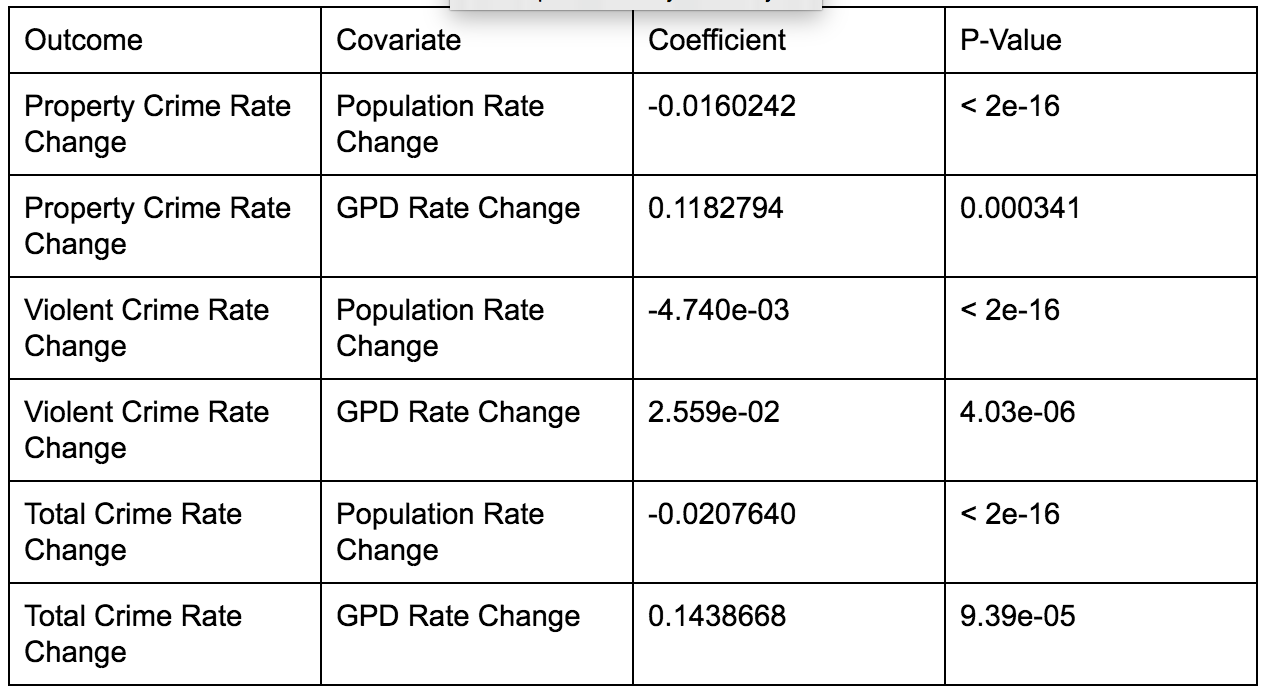 Outcome Covariate Coefficient P-Value
Property Crime Rate Population Rate -0.0160242 < 2e-16
Change Change
Property Crime Rate GPD Rate Change 0.1182794 0.000341
Change
Violent Crime Rate Population Rate -4.740e-03 < 2e-16
Change Change
Violent Crime Rate GPD Rate Change 2.559e-02 4.03e-06
Change
Total Crime Rate Population Rate -0.0207640 < 2e-16
Change Change
Total Crime Rate GPD Rate Change 0.1438668 9.39e-05
Change